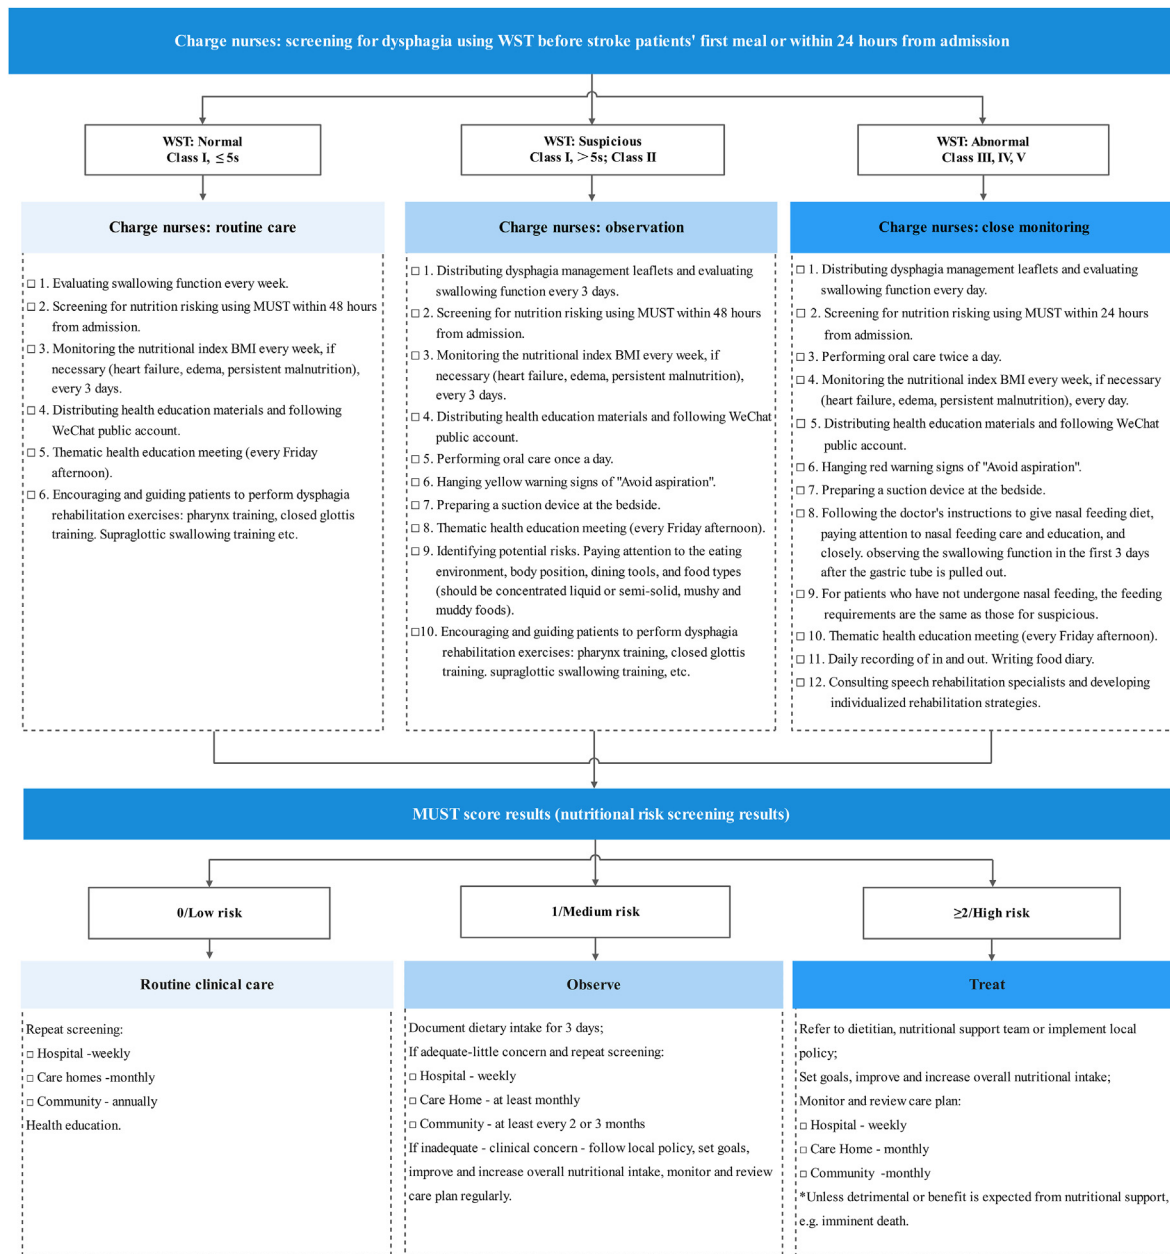 Charge nurses: screening for dysphagia using WST before stroke patients' first meal or within 24 hours from admission
WST: Normal
Class I, ≤ 5s
WST: Suspicious
Class I, ＞5s; Class II
WST: Abnormal
Class III, IV, V
Charge nurses: routine care
□ 1. Evaluating swallowing function every week.
□ 2. Screening for nutrition risking using MUST within 48 hours
from admission.
□ 3. Monitoring the nutritional index BMI every week, if
necessary (heart failure, edema, persistent malnutrition),
every 3 days.
□ 4. Distributing health education materials and following
WeChat public account.
□ 5. Thematic health education meeting (every Friday
afternoon).
□ 6. Encouraging and guiding patients to perform dysphagia
rehabilitation exercises: pharynx training, closed glottis
training. Supraglottic swallowing training etc.
Charge nurses: observation
□ 1. Distributing dysphagia management leaflets and evaluating
swallowing function every 3 days.
□ 2. Screening for nutrition risking using MUST within 48 hours
from admission.
□ 3. Monitoring the nutritional index BMI every week, if
necessary (heart failure, edema, persistent malnutrition),
every 3 days.
□ 4. Distributing health education materials and following WeChat
public account.
□ 5. Performing oral care once a day.
□ 6. Hanging yellow warning signs of "Avoid aspiration".
□ 7. Preparing a suction device at the bedside.
□ 8. Thematic health education meeting (every Friday afternoon).
□ 9. Identifying potential risks. Paying attention to the eating
environment, body position, dining tools, and food types
(should be concentrated liquid or semi-solid, mushy and
muddy foods).
□10. Encouraging and guiding patients to perform dysphagia
rehabilitation exercises: pharynx training, closed glottis
training. supraglottic swallowing training, etc.
Charge nurses: close monitoring
□ 1. Distributing dysphagia management leaflets and evaluating
swallowing function every day.
□ 2. Screening for nutrition risking using MUST within 24 hours
from admission.
□ 3. Performing oral care twice a day.
□ 4. Monitoring the nutritional index BMI every week, if necessary
(heart failure, edema, persistent malnutrition), every day.
□ 5. Distributing health education materials and following WeChat
public account.
□ 6. Hanging red warning signs of "Avoid aspiration".
□ 7. Preparing a suction device at the bedside.
□ 8. Following the doctor's instructions to give nasal feeding diet,
paying attention to nasal feeding care and education, and
closely. observing the swallowing function in the first 3 days
after the gastric tube is pulled out.
□ 9. For patients who have not undergone nasal feeding, the feeding
requirements are the same as those for suspicious.
□ 10. Thematic health education meeting (every Friday afternoon).
□ 11. Daily recording of in and out. Writing food diary.
□ 12. Consulting speech rehabilitation specialists and developing
individualized rehabilitation strategies.
MUST score results (nutritional risk screening results)
0/Low risk
1/Medium risk
≥2/High risk
Routine clinical care
Repeat screening:
□ Hospital -weekly
□ Care homes -monthly
□ Community - annually
Health education.
Observe
Document dietary intake for 3 days;
If adequate-little concern and repeat screening:
□ Hospital - weekly
□ Care Home - at least monthly
□ Community - at least every 2 or 3 months
If inadequate - clinical concern - follow local policy, set goals,
improve and increase overall nutritional intake, monitor and review
care plan regularly.
Treat
Refer to dietitian, nutritional support team or implement local
policy;
Set goals, improve and increase overall nutritional intake;
Monitor and review care plan:
□ Hospital - weekly
□ Care Home - monthly
□ Community -monthly
*Unless detrimental or benefit is expected from nutritional support,
e.g. imminent death.